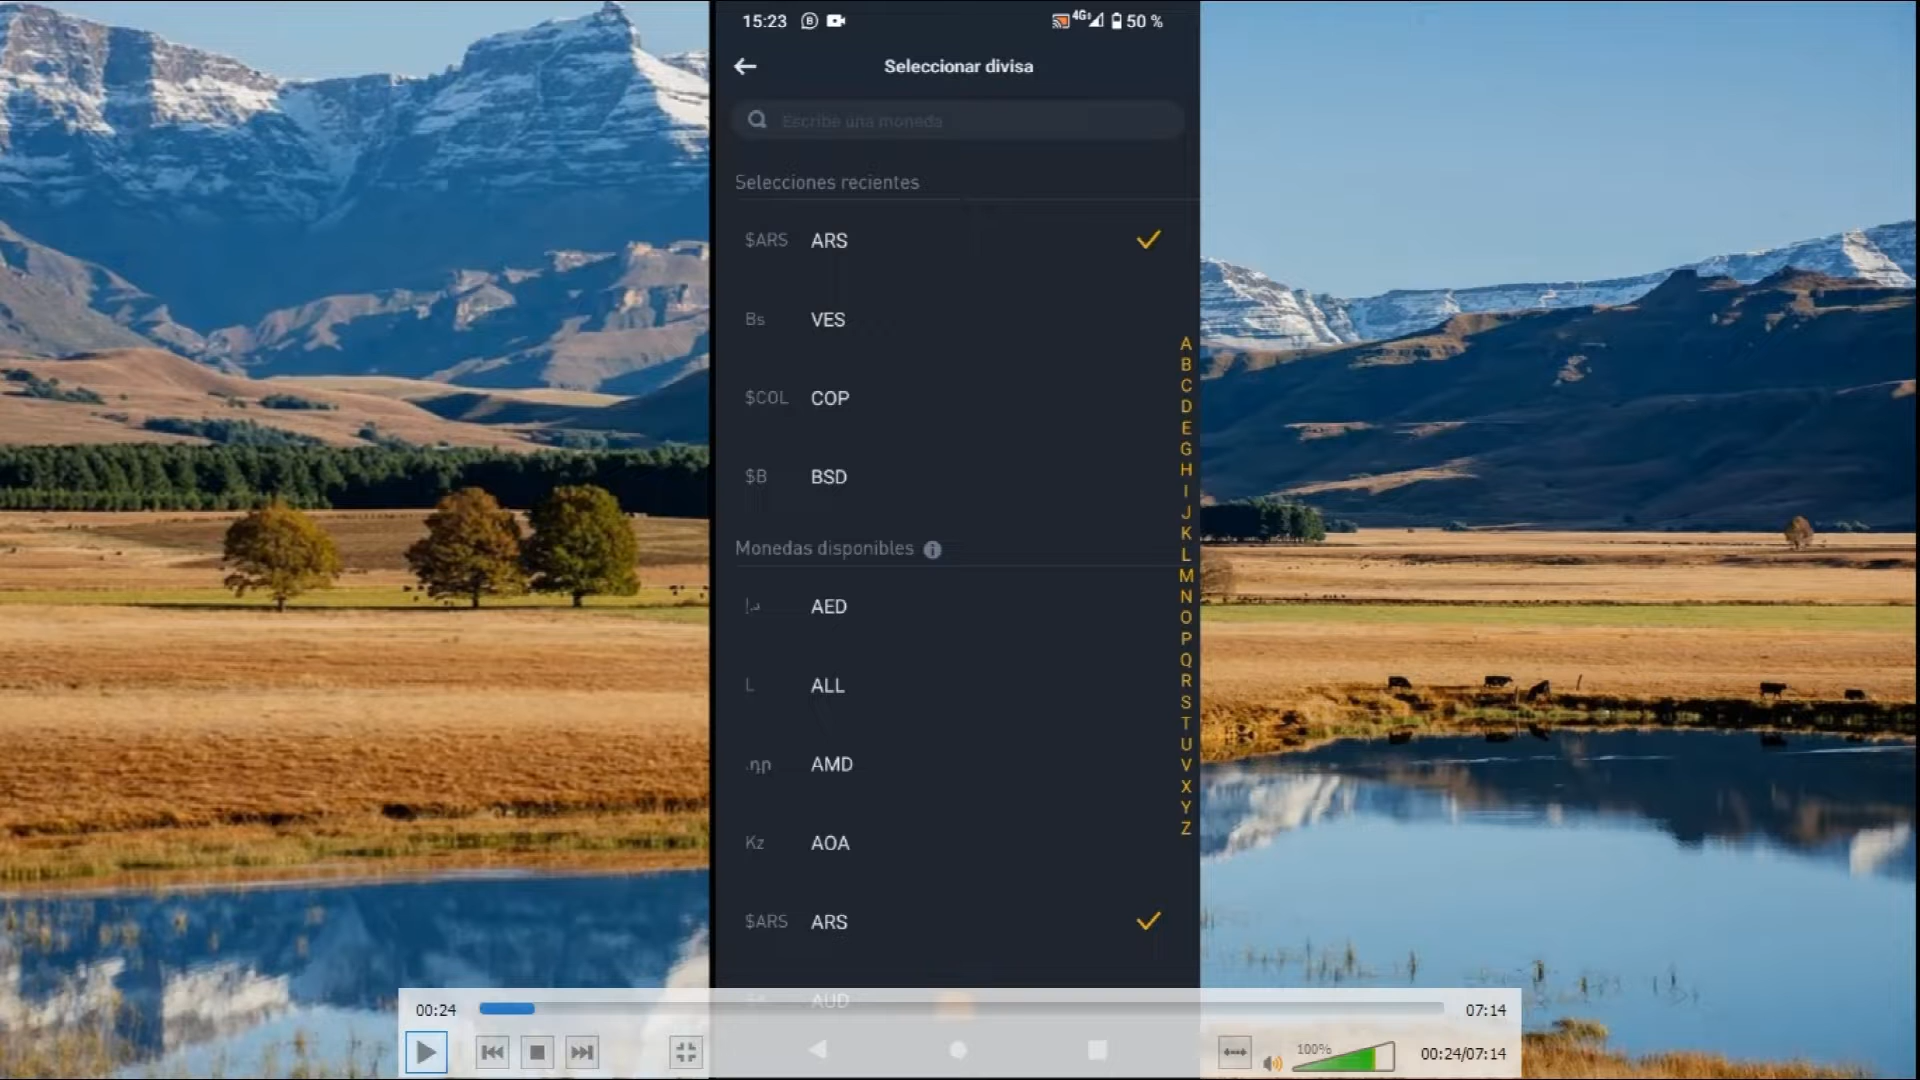 15:23 4G 50 %
Seleccionar divisa
Escribe una moneda
Selecciones recientes
$ARS ARS
Bs VES
$COL COP
$B BSD
Monedas disponibles
د.إ AED
L ALL
դր. AMD
Kz AOA
$ARS ARS
AUD
A
B
C
D
E
G
H
I
J
K
L
M
N
O
P
Q
R
S
T
U
V
X
Y
Z
00:24 07:14
100% 00:24/07:14